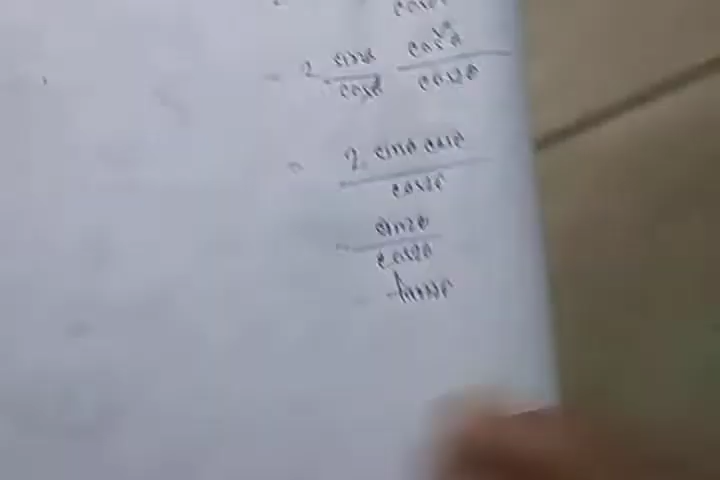 = 2 sinθ/cosθ cos²θ/cos2θ
= 2 sinθ cosθ / cos2θ
= sin2θ / cos2θ
= tan2θ